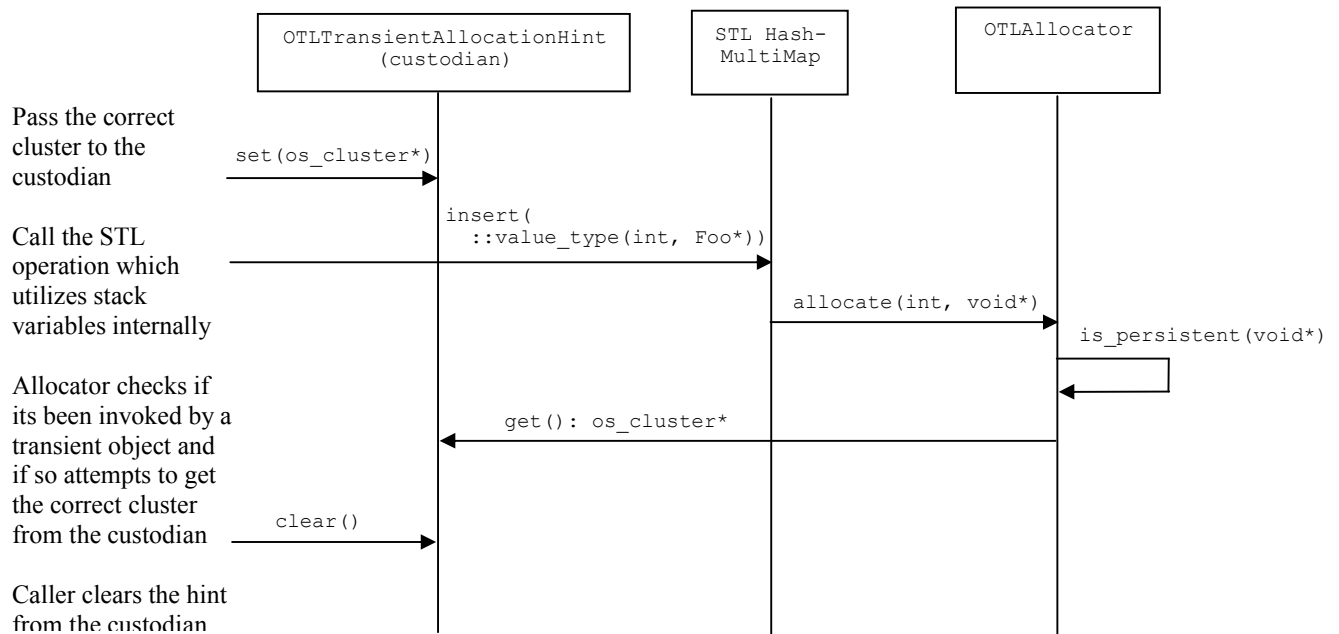 OTLTransientAllocationHint
(custodian)
STL Hash-
MultiMap
OTLAllocator
Pass the correct
cluster to the
custodian
set(os_cluster*)
insert(
::value_type(int, Foo*))
Call the STL
operation which
utilizes stack
variables internally
allocate(int, void*)
is_persistent(void*)
Allocator checks if
its been invoked by a
transient object and
if so attempts to get
the correct cluster
from the custodian
get(): os_cluster*
clear()
Caller clears the hint
from the custodian